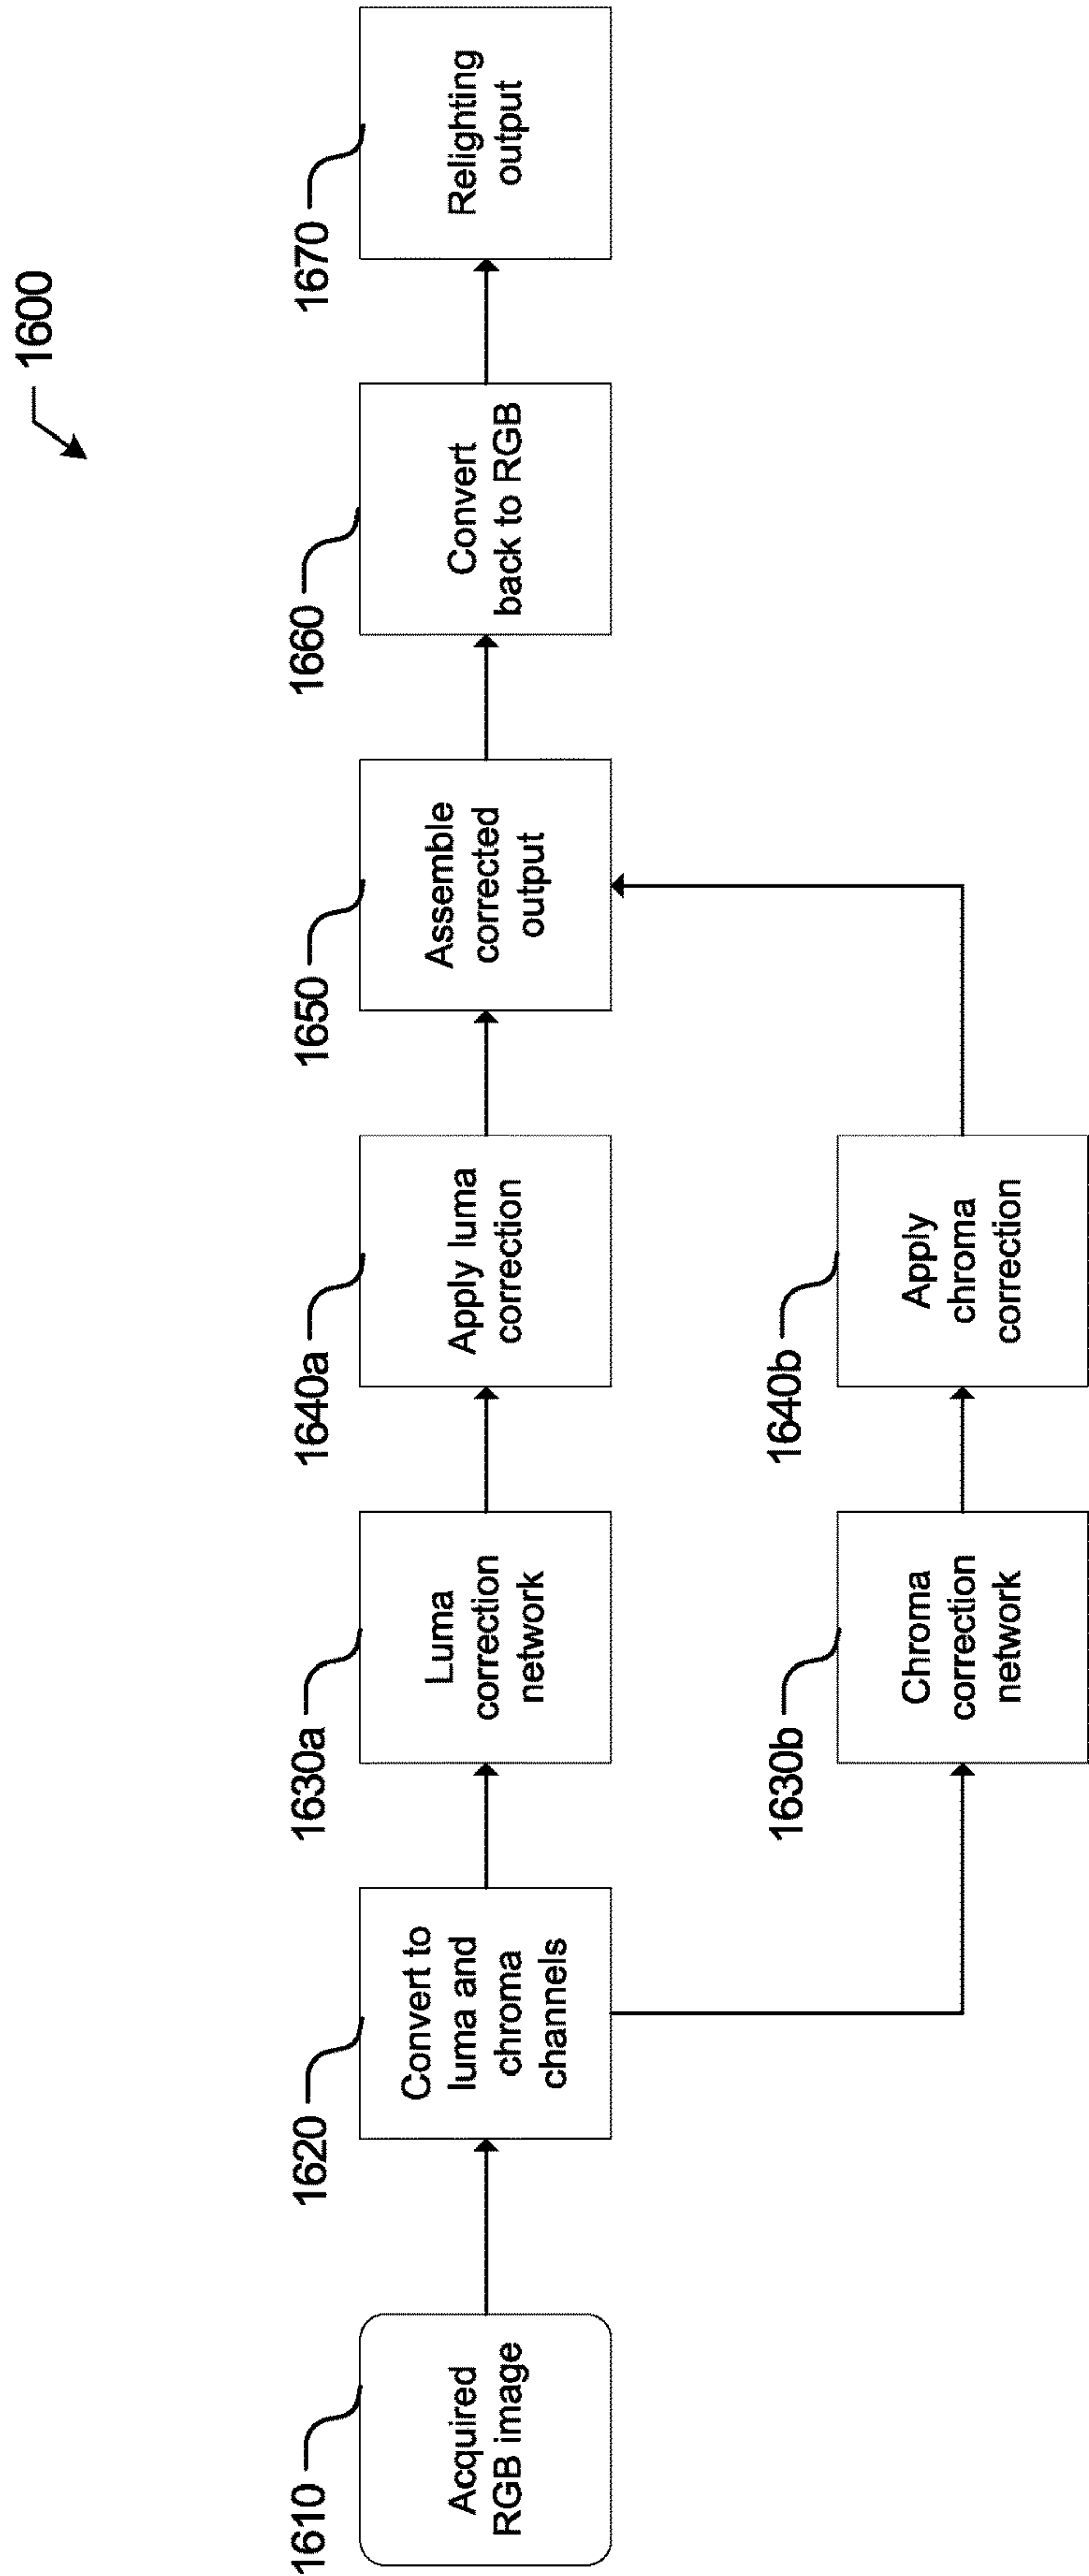 1600
1610
Acquired
RGB image
1620
Convert to
luma and
chroma
channels
1630a
Luma
correction
network
1640a
Apply luma
correction
1650
Assemble
corrected
output
1660
Convert
back to RGB
1670
Relighting
output
1630b
Chroma
correction
network
1640b
Apply
chroma
correction